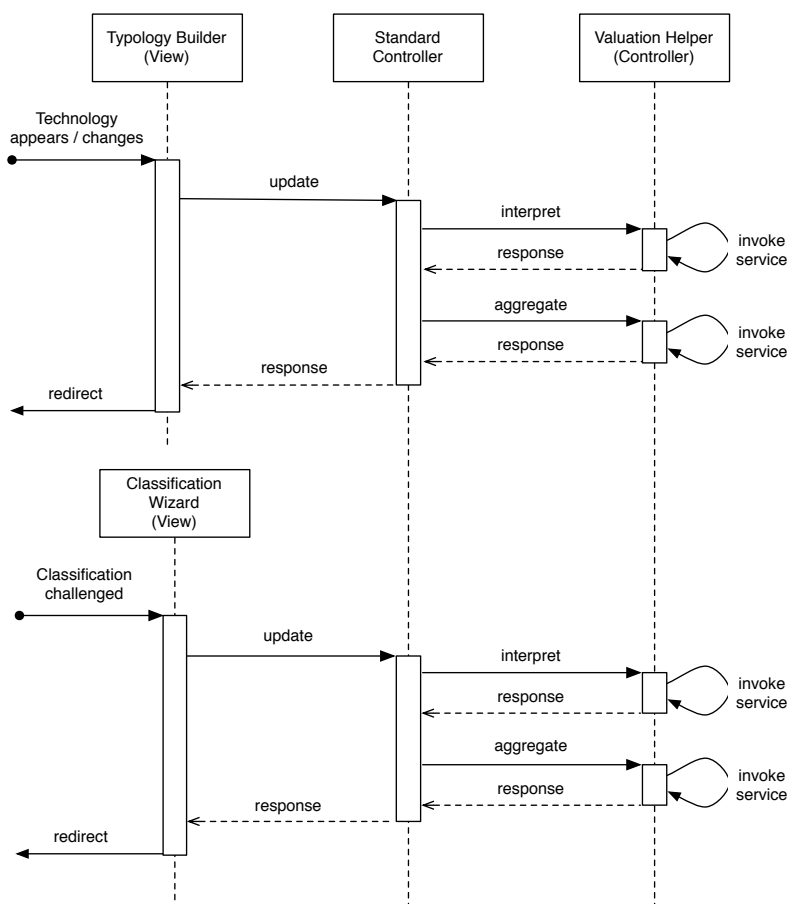 Typology Builder
(View)
Standard
Controller
Valuation Helper
(Controller)
Technology
appears / changes
update
interpret
response
invoke
service
aggregate
response
invoke
service
response
redirect
Classification
Wizard
(View)
Classification
challenged
update
interpret
response
invoke
service
aggregate
response
invoke
service
response
redirect